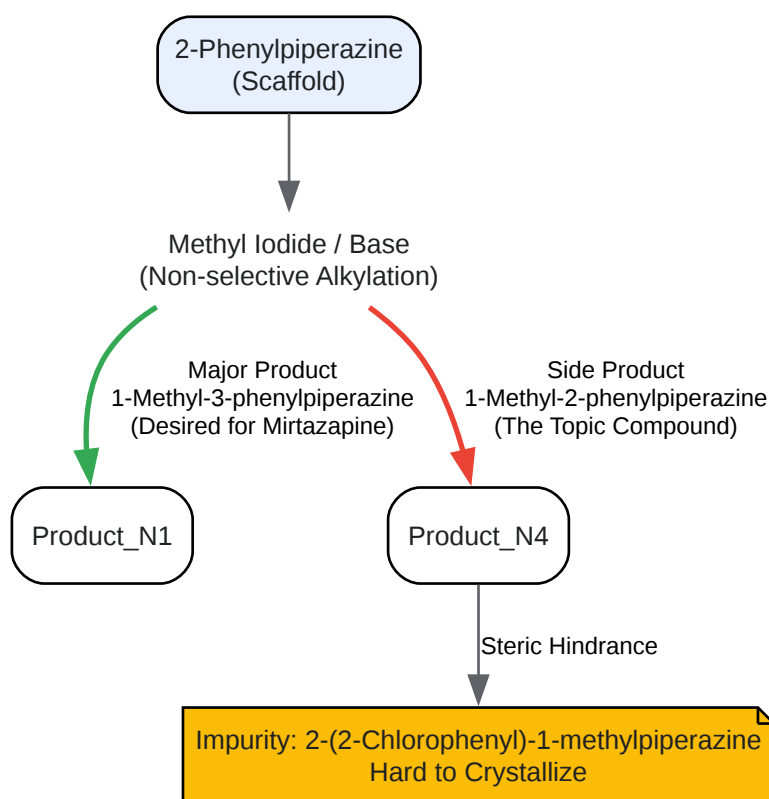 2-Phenylpiperazine
(Scaffold)
Methyl Iodide / Base
(Non-selective Alkylation)
Major Product
1-Methyl-3-phenylpiperazine
(Desired for Mirtazapine)
Side Product
1-Methyl-2-phenylpiperazine
(The Topic Compound)
Product_N1
Product_N4
Steric Hindrance
Impurity: 2-(2-Chlorophenyl)-1-methylpiperazine
Hard to Crystallize